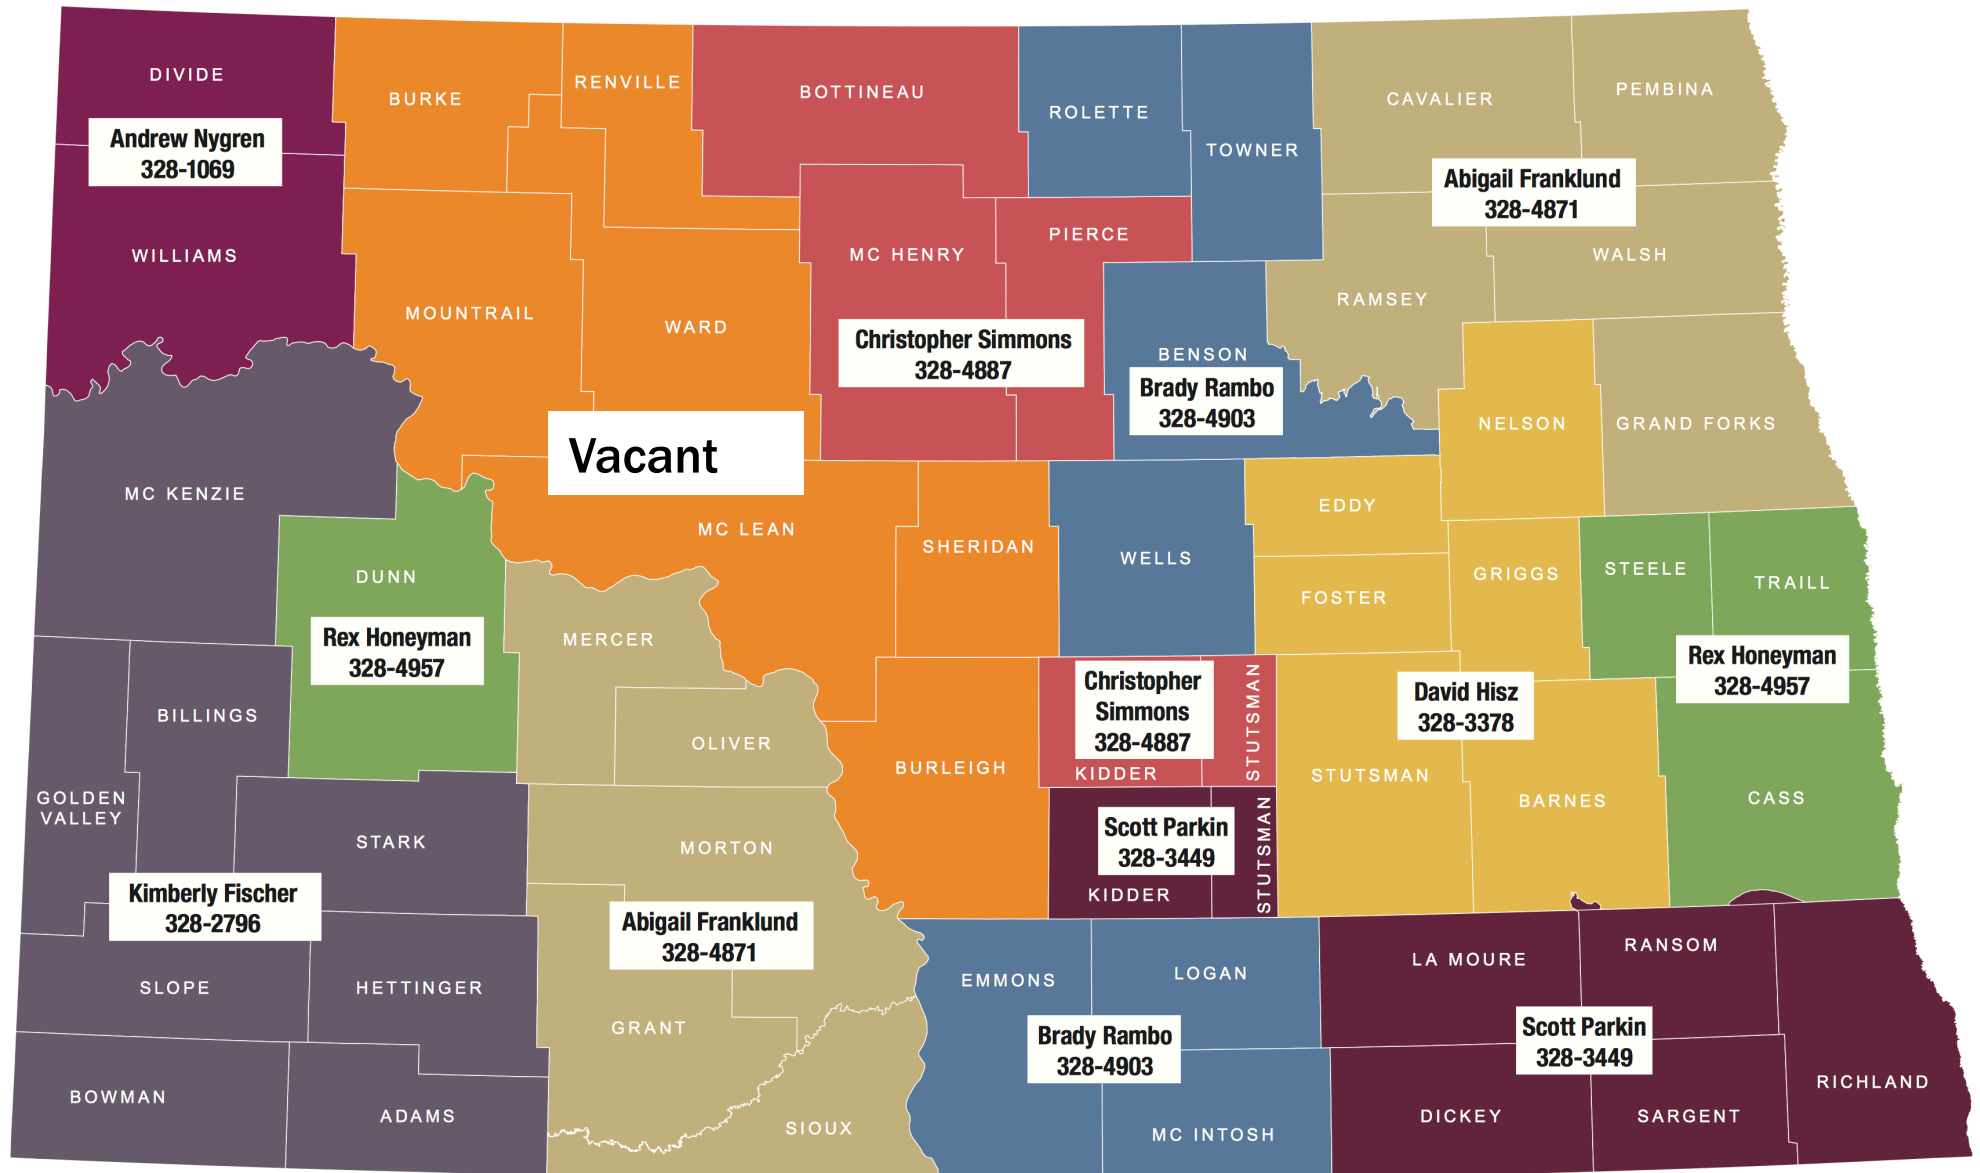 DIVIDE
Andrew Nygren
328-1069
WILLIAMS
BURKE
RENVILLE
MOUNTRAIL
WARD
Vacant
MC LEAN
SHERIDAN
BURLEIGH
BOTTINEAU
MC HENRY
PIERCE
Christopher Simmons
328-4887
ROLETTE
TOWNER
BENSON
Brady Rambo
328-4903
WELLS
CAVALIER
PEMBINA
Abigail Franklund
328-4871
WALSH
RAMSEY
GRAND FORKS
NELSON
EDDY
FOSTER
GRIGGS
David Hisz
328-3378
STUTSMAN
BARNES
STEELE
TRAILL
Rex Honeyman
328-4957
CASS
MC KENZIE
DUNN
Rex Honeyman
328-4957
MERCER
OLIVER
BILLINGS
GOLDEN
VALLEY
STARK
Kimberly Fischer
328-2796
SLOPE
HETTINGER
BOWMAN
ADAMS
MORTON
Abigail Franklund
328-4871
GRANT
SIOUX
Christopher
Simmons
328-4887
KIDDER
STUTSMAN
Scott Parkin
328-3449
KIDDER
STUTSMAN
EMMONS
LOGAN
Brady Rambo
328-4903
MC INTOSH
LA MOURE
RANSOM
Scott Parkin
328-3449
DICKEY
SARGENT
RICHLAND